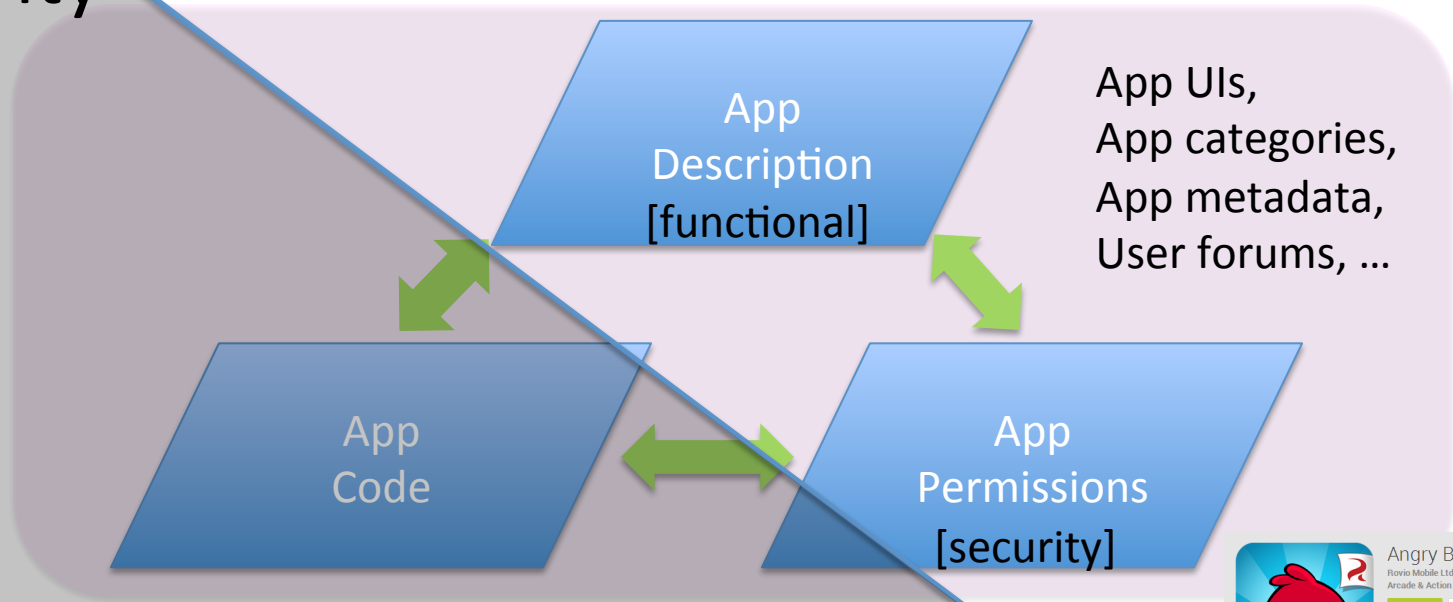 App
Description
[functional]
App UIs,
App categories,
App metadata,
User forums, …
App
Code
App
Permissions
[security]
Angry B
Rovio Mobile Ltd
Arcade & Action